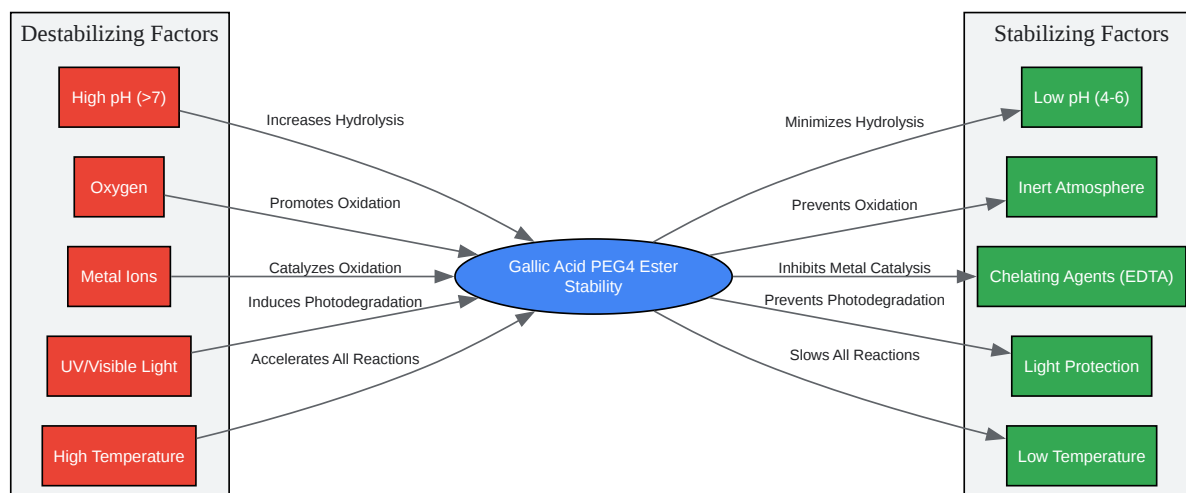 Destabilizing Factors
High pH (>7)
Oxygen
Metal Ions
UV/Visible Light
High Temperature
Increases Hydrolysis
Promotes Oxidation
Catalyzes Oxidation
Induces Photodegradation
Accelerates All Reactions
Gallic Acid PEG4 Ester
Stability
Minimizes Hydrolysis
Prevents Oxidation
Inhibits Metal Catalysis
Prevents Photodegradation
Slows All Reactions
Stabilizing Factors
Low pH (4-6)
Inert Atmosphere
Chelating Agents (EDTA)
Light Protection
Low Temperature